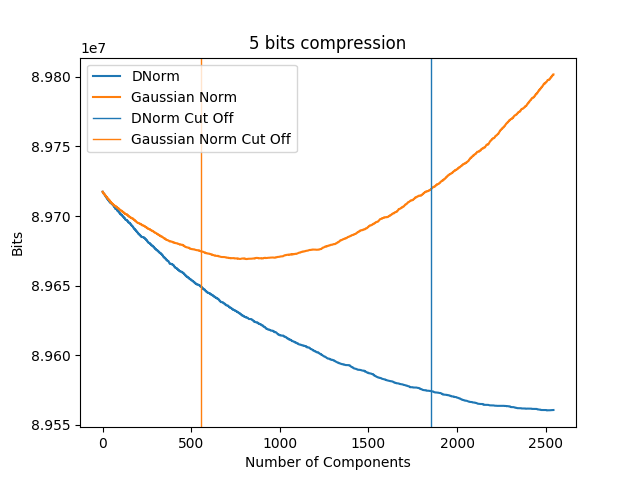 5 bits compression
1e7
DNorm
Gaussian Norm
DNorm Cut Off
Gaussian Norm Cut Off
8.980
8.975
8.970
8.965
8.960
8.955
Bits
0 500 1000 1500 2000 2500
Number of Components